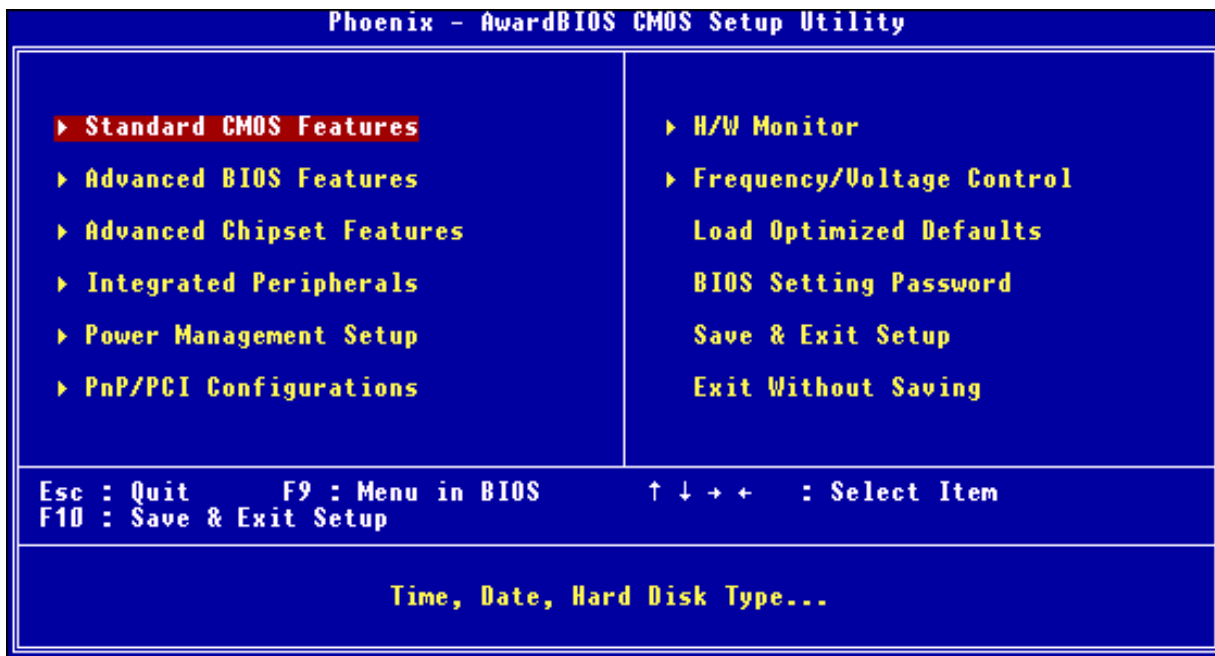 Phoenix - AwardBIOS CMOS Setup Utility
▸ Standard CMOS Features
▸ Advanced BIOS Features
▸ Advanced Chipset Features
▸ Integrated Peripherals
▸ Power Management Setup
▸ PnP/PCI Configurations
▸ H/W Monitor
▸ Frequency/Voltage Control
Load Optimized Defaults
BIOS Setting Password
Save & Exit Setup
Exit Without Saving
Esc : Quit F9 : Menu in BIOS ↑ ↓ → ← : Select Item
F10 : Save & Exit Setup
Time, Date, Hard Disk Type...